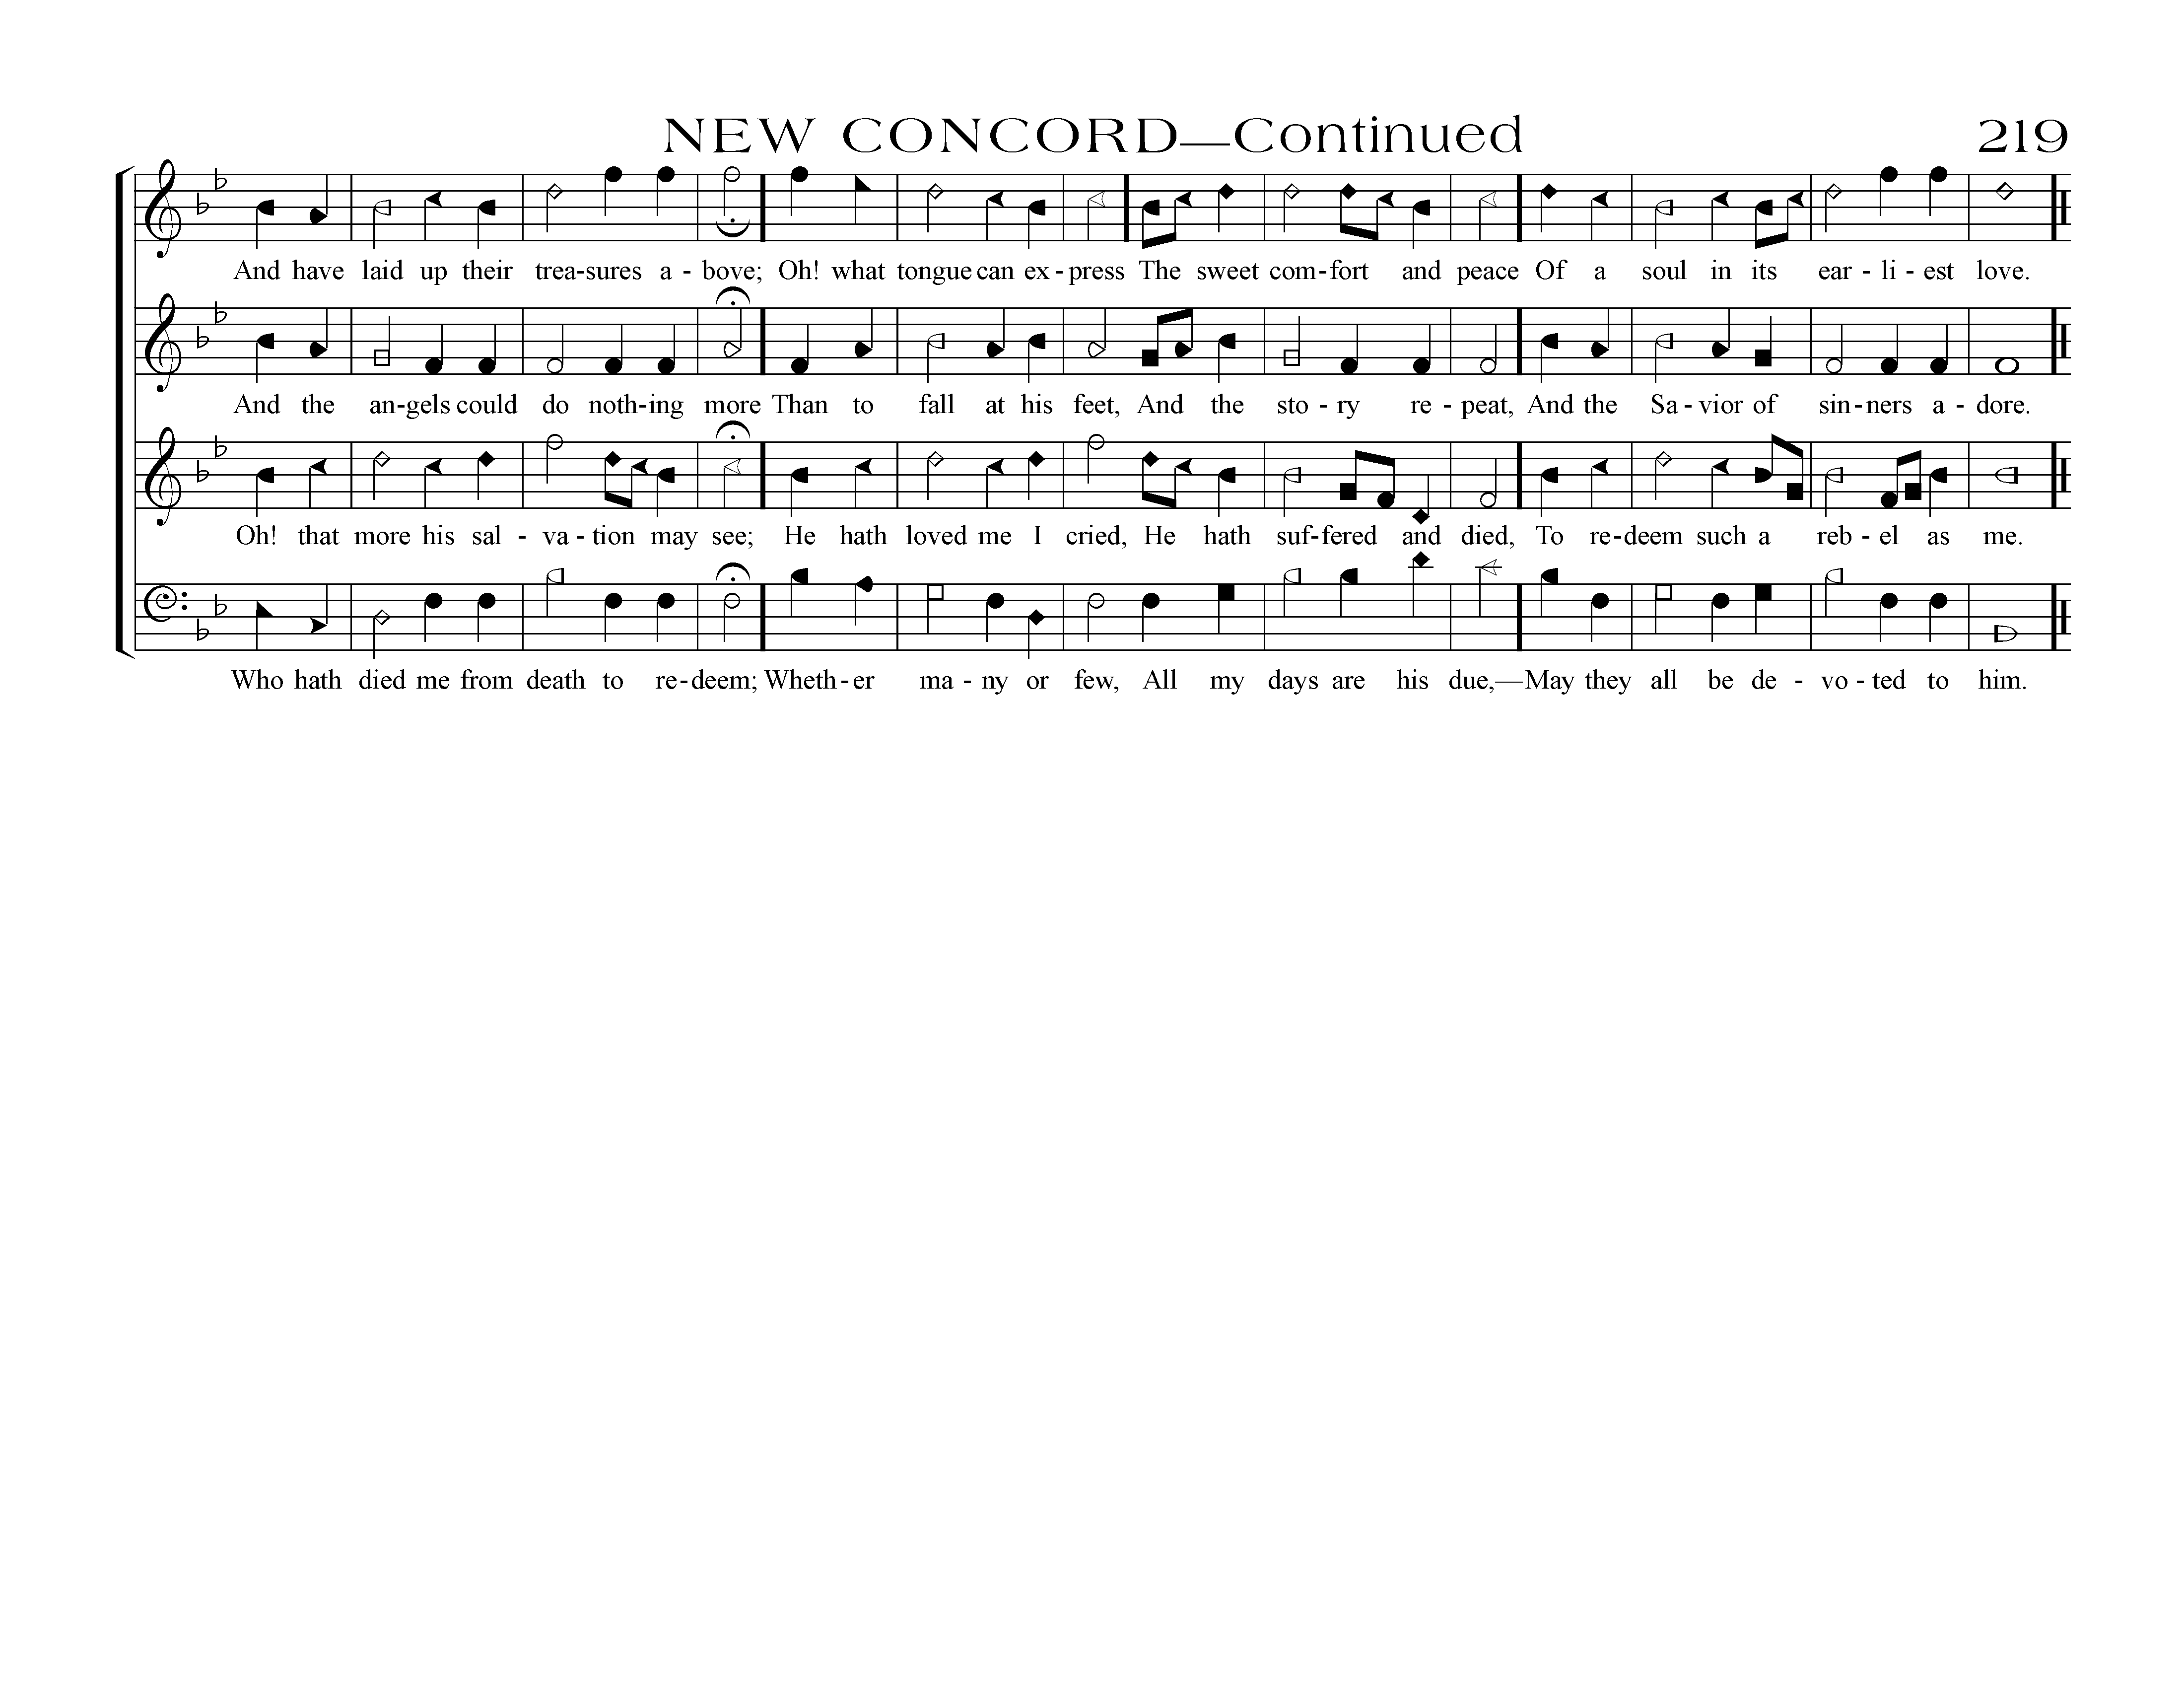 NEW CONCORD—Continued 219
And have laid up their trea-sures a - bove; Oh! what tongue can ex - press The sweet com-fort and peace Of a soul in its ear - li - est love.
And the an-gels could do noth-ing more Than to fall at his feet, And the sto - ry re - peat, And the Sa - vior of sin-ners a - dore.
Oh! that more his sal - va - tion may see; He hath loved me I cried, He hath suf-fered and died, To re-deem such a reb - el as me.
Who hath died me from death to re-deem; Wheth-er ma - ny or few, All my days are his due,—May they all be de - vo - ted to him.